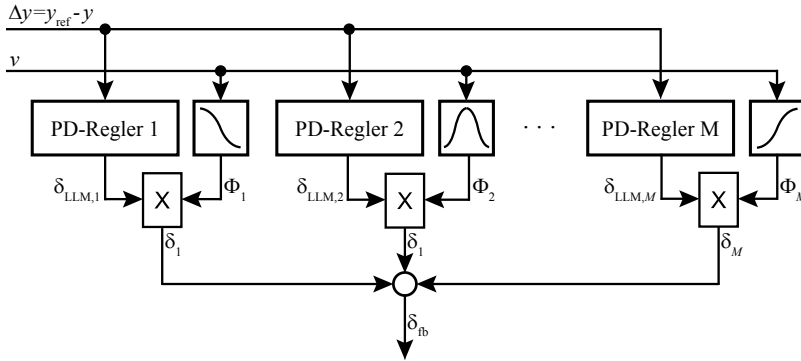 Δy=y_ref-y
v
PD-Regler 1
PD-Regler 2
. . .
PD-Regler M
δ_LLM,1
X
Φ_1
δ_LLM,2
X
Φ_2
δ_LLM,M
X
Φ_M
δ_1
δ_1
δ_M
δ_fb